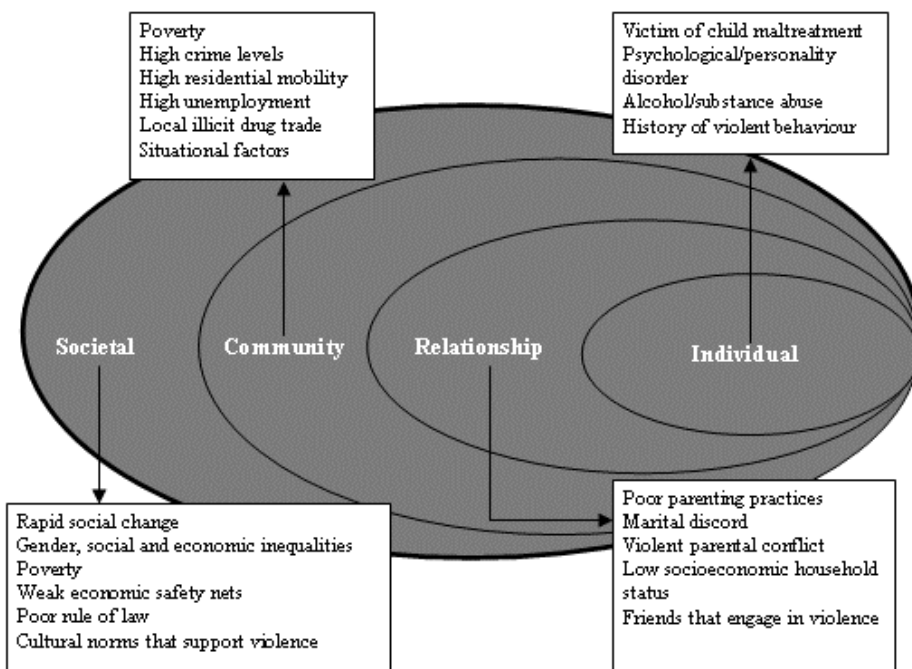 Poverty
High crime levels
High residential mobility
High unemployment
Local illicit drug trade
Situational factors
Victim of child maltreatment
Psychological/personality
disorder
Alcohol/substance abuse
History of violent behaviour
Societal
Community
Relationship
Individual
Rapid social change
Gender, social and economic inequalities
Poverty
Weak economic safety nets
Poor rule of law
Cultural norms that support violence
Poor parenting practices
Marital discord
Violent parental conflict
Low socioeconomic household
status
Friends that engage in violence